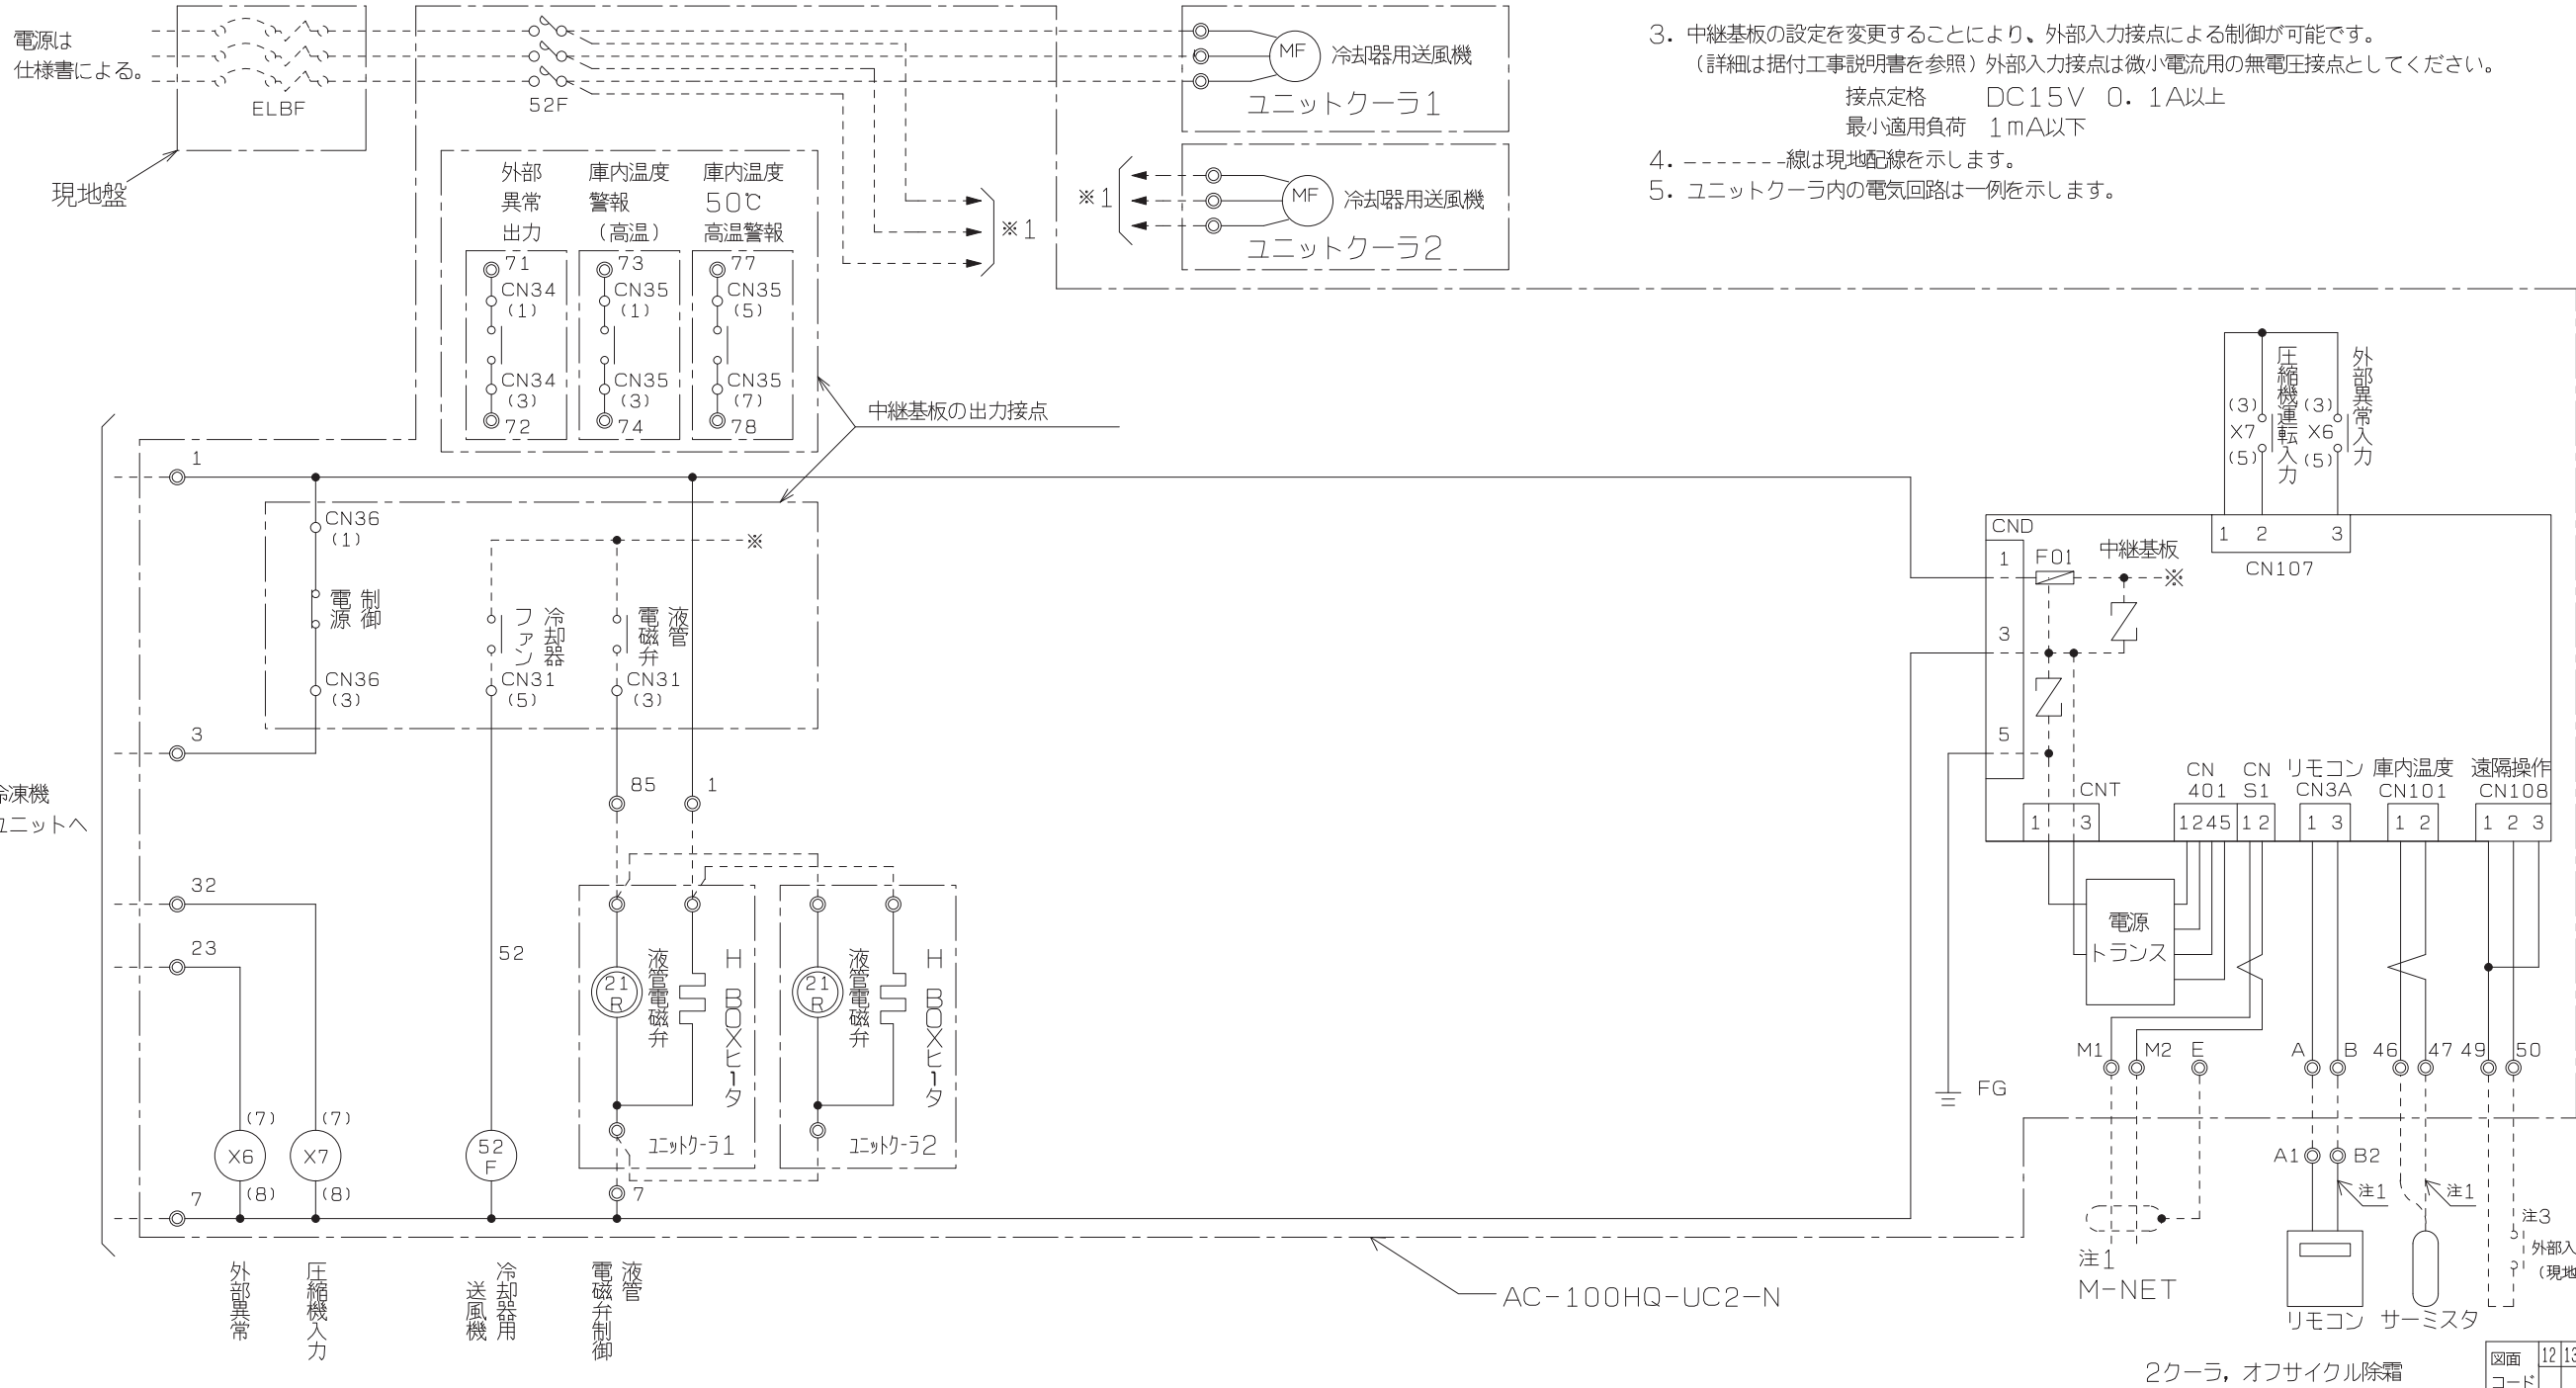 電源は
仕様書による。
ELBF
現地盤
52F
MF
冷却器用送風機
ユニットクーラ1
※1
※1
MF
冷却器用送風機
ユニットクーラ2
3. 中継基板の設定を変更することにより、外部入力接点による制御が可能です。
(詳細は据付工事説明書を参照)外部入力接点は微小電流用の無電圧接点としてください。
接点定格 DC15V 0.1A以上
最小適用負荷 1mA以下
4. -------線は現地配線を示します。
5. ユニットクーラ内の電気回路は一例を示します。
外部
異常
出力
庫内温度
警報
(高温)
庫内温度
50℃
高温警報
71
CN34
(1)
CN34
(3)
72
73
CN35
(1)
CN35
(3)
74
77
CN35
(5)
CN35
(7)
78
中継基板の出力接点
1
CN36
(1)
制御
電源
CN36
(3)
3
※
冷却器
ファン
CN31
(5)
液管
電磁弁
CN31
(3)
85
1
冷凍機
ユニットへ
32
23
52
21
R
液管電磁弁
H BOXヒータ
ユニットクーラ1
21
R
液管電磁弁
H BOXヒータ
ユニットクーラ2
(7)
X6
(8)
(7)
X7
(8)
52
F
7
7
外部異常
圧縮機入力
冷却器用
送風機
液管
電磁弁制御
AC-100HQ-UC2-N
(3)
X7
(5)
圧縮機運転入力
(3)
X6
(5)
外部異常入力
1 2 3
CN107
CND
1
3
5
F01
中継基板
※
CNT
1 3
CN
401
1245
CN
S1
12
リモコン
CN3A
1 3
庫内温度
CN101
1 2
遠隔操作
CN108
1 2 3
電源
トランス
FG
M1
M2
E
A
B
46
47
49
50
A1
B2
注1
注1
注3
外部入
(現地
注1
M-NET
リモコン
サーミスタ
2クーラ,オフサイクル除霜
図面
コード
12
13